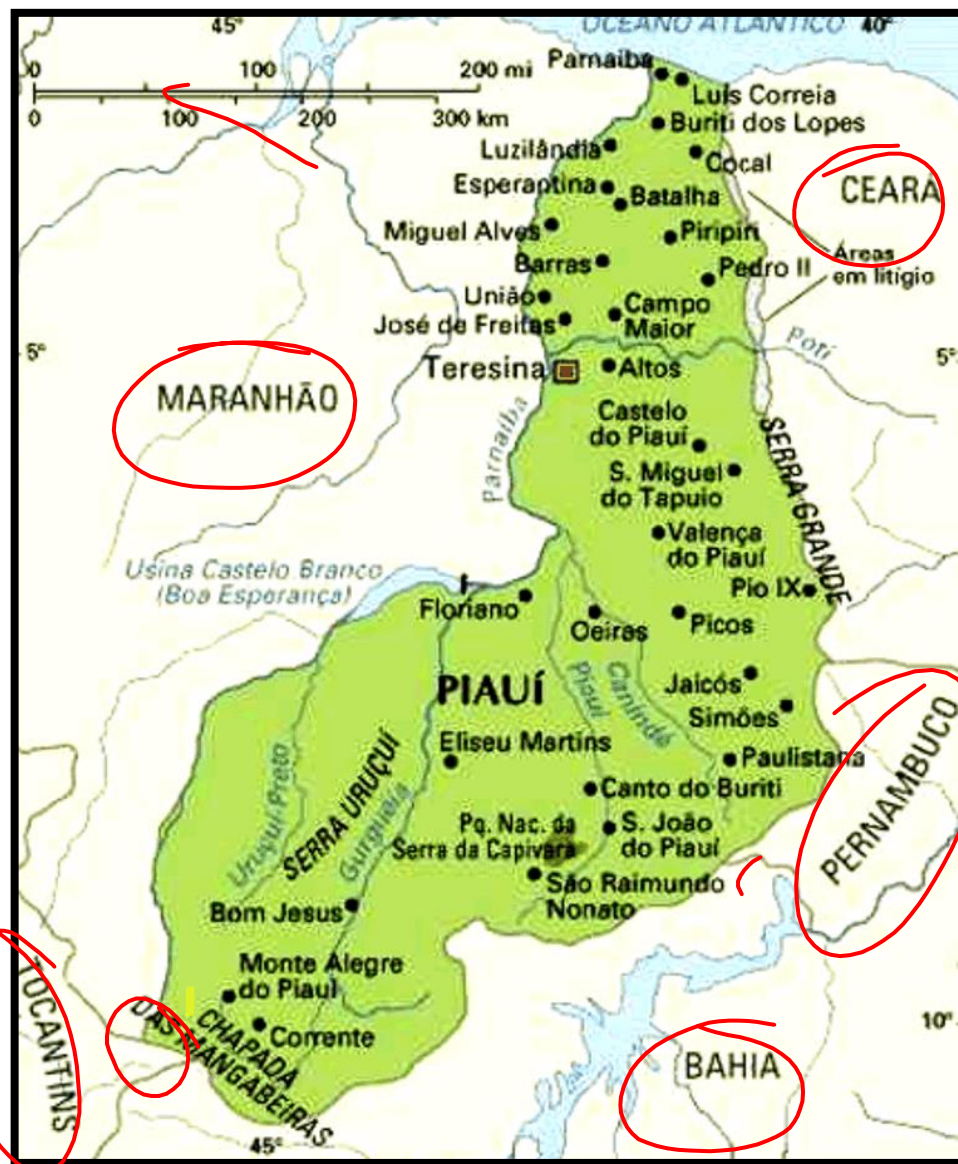 OCEANO ATLÂNTICO
45°
40°
0 100 200 mi
0 100 200 300 km
Parnaíba
Luís Correia
Buriti dos Lopes
Luzilândia
Cocal
Esperantina
Batalha
CEARÁ
Miguel Alves
Piripiri
Áreas
em litígio
Barras
Pedro II
União
Campo
Maior
José de Freitas
Poti
5°
5°
Teresina
Altos
MARANHÃO
Castelo
do Piauí
Parnaíba
SERRA GRANDE
S. Miguel
do Tapuio
Valença
do Piauí
Usina Castelo Branco
(Boa Esperança)
Pio IX
Floriano
Oeiras
Picos
PIAUÍ
Piauí
Canindé
Jaicós
Simões
Eliseu Martins
Paulistana
PERNAMBUCO
Uruçuí Preto
SERRA URUÇUÍ
Gurguéia
Canto do Buriti
Pq. Nac. da
Serra da Capivara
S. João
do Piauí
São Raimundo
Nonato
Bom Jesus
Monte Alegre
do Piauí
TOCANTINS
CHAPADA
DAS MANGABEIRAS
Corrente
10°
BAHIA
45°